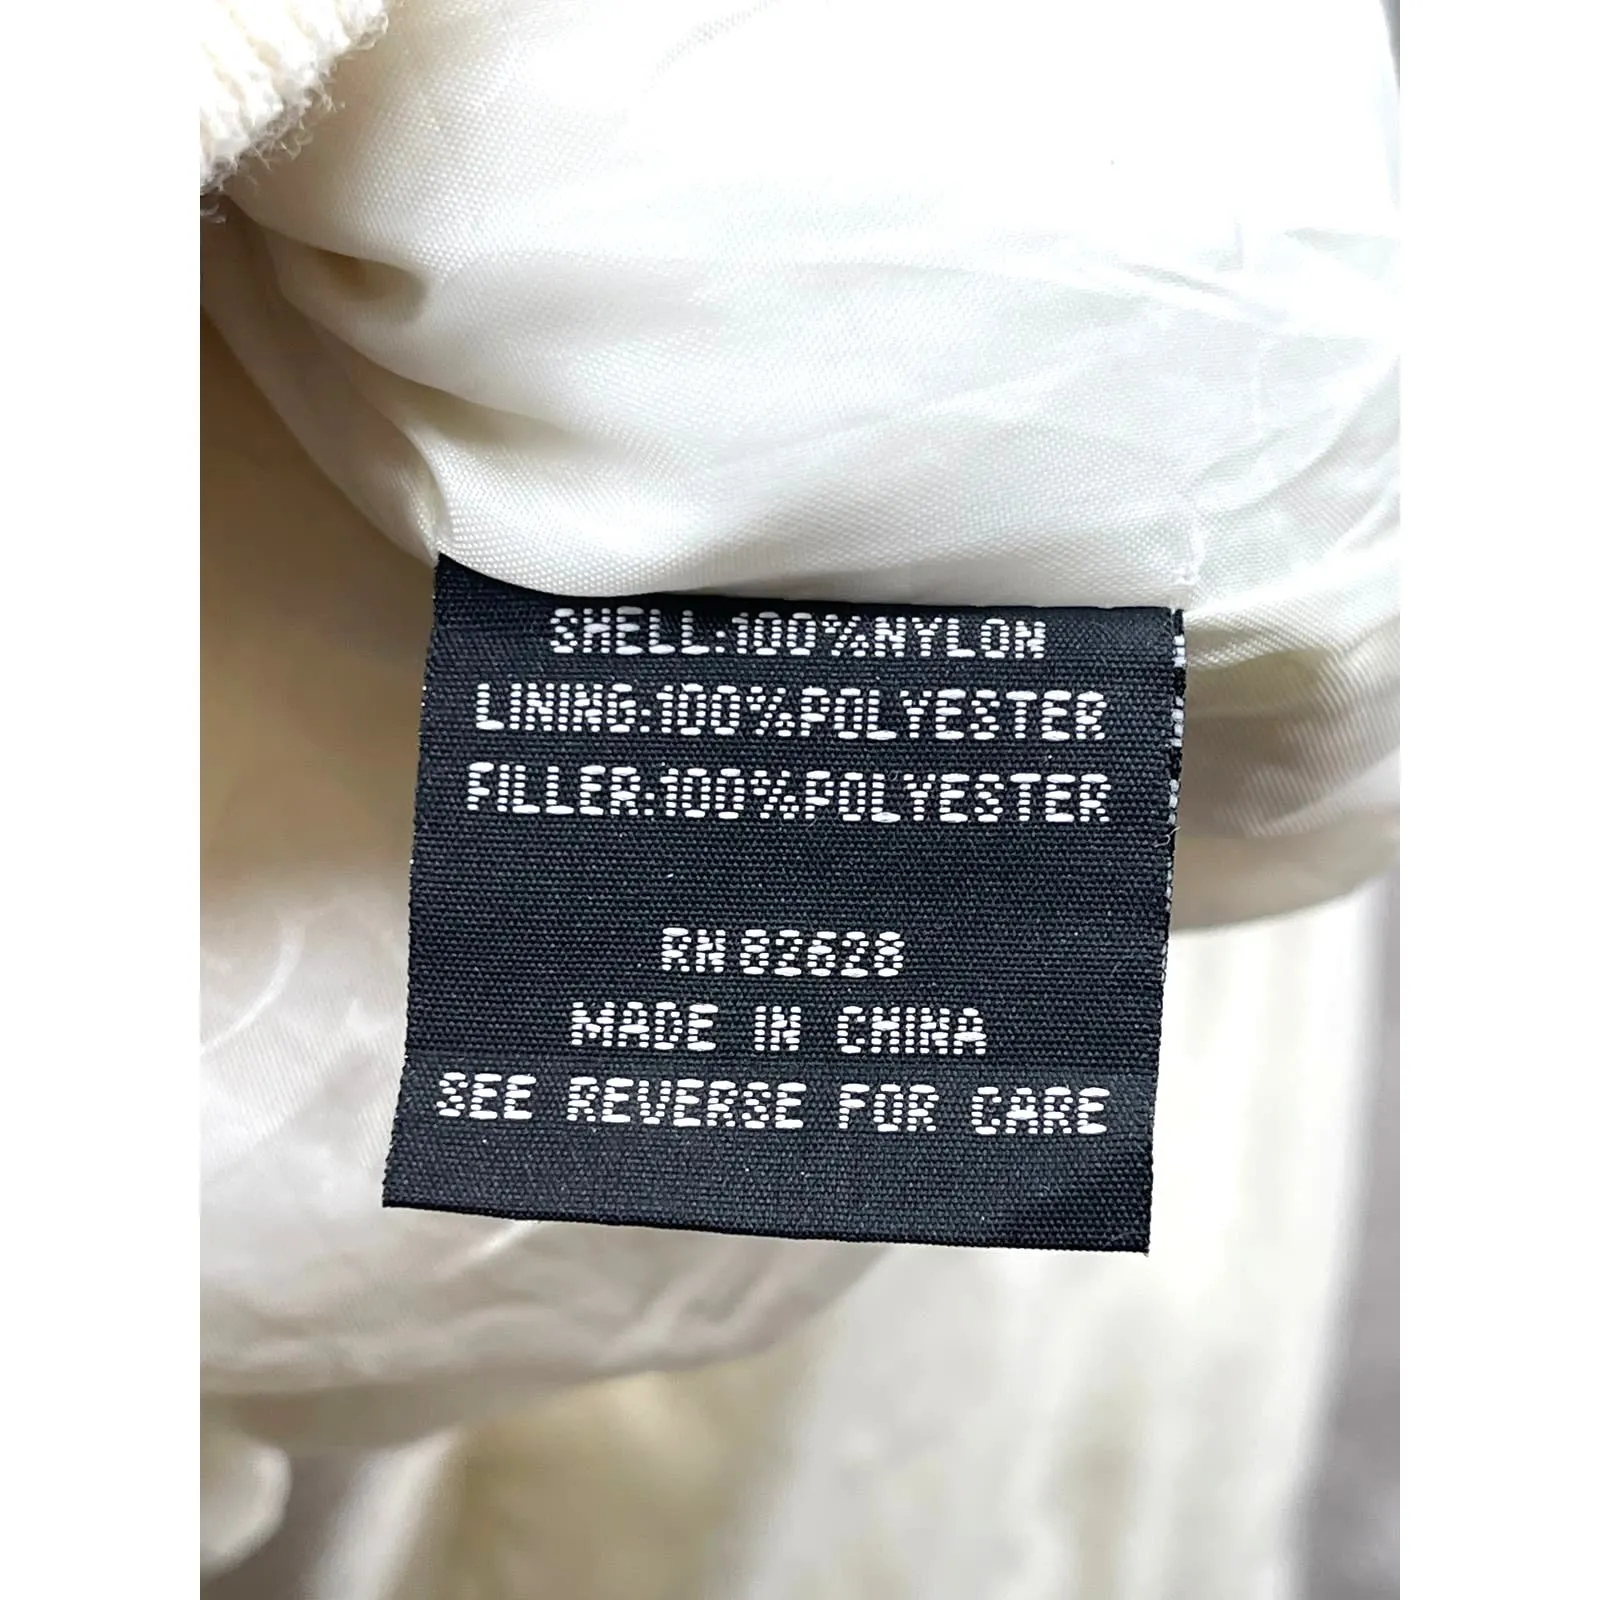 SHELL:100%NYLON
LINING:100%POLYESTER
FILLER:100%POLYESTER
RN 82628
MADE IN CHINA
SEE REVERSE FOR CARE